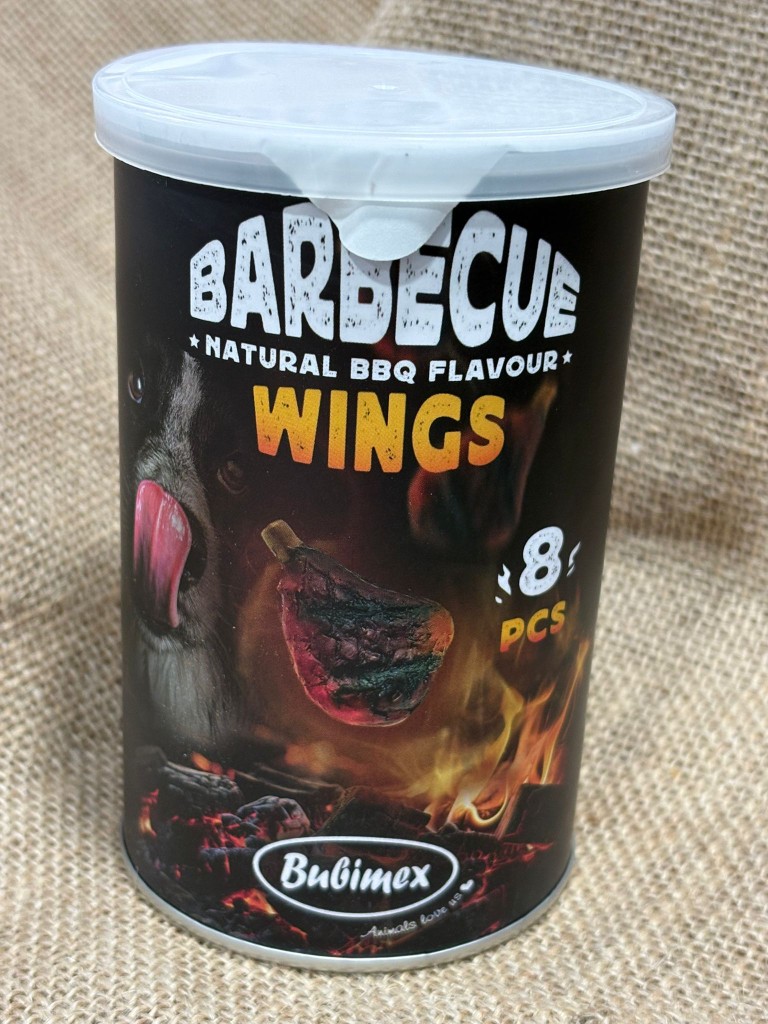 BARBECUE
NATURAL BBQ FLAVOUR
WINGS
8
PCS
Bubimex
Animals love us